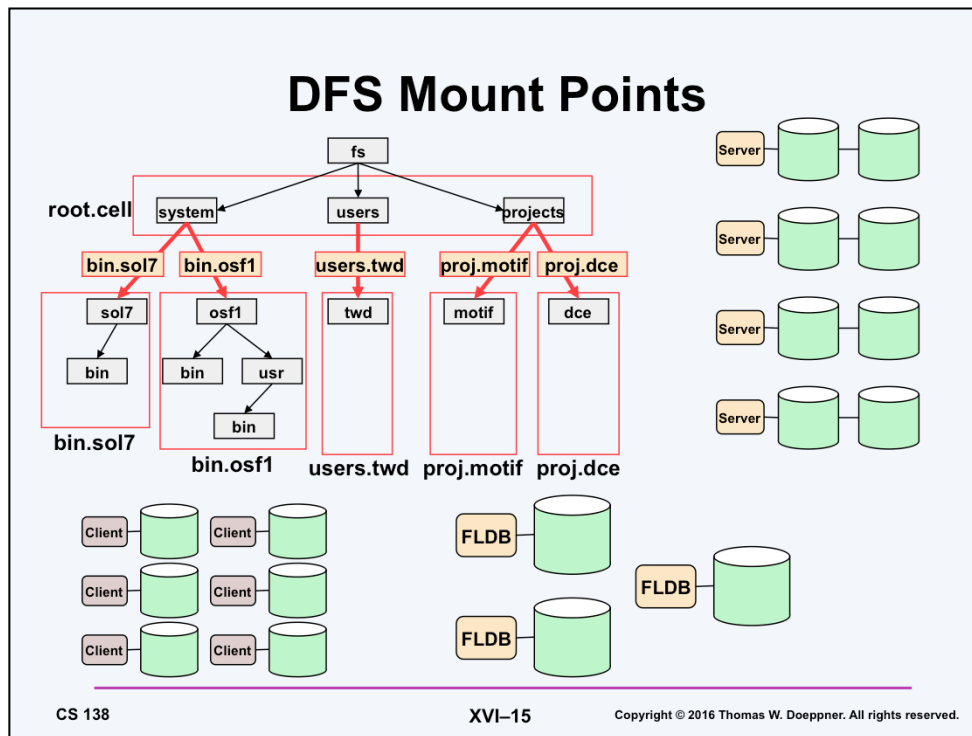 DFS Mount Points
fs
root.cell
system
users
projects
bin.sol7
bin.osf1
users.twd
proj.motif
proj.dce
sol7
osf1
twd
motif
dce
bin
bin
usr
bin
bin.sol7
bin.osf1
users.twd
proj.motif
proj.dce
Server
Server
Server
Server
Client
Client
Client
Client
Client
Client
FLDB
FLDB
FLDB
CS 138
XVI–15
Copyright © 2016 Thomas W. Doeppner. All rights reserved.